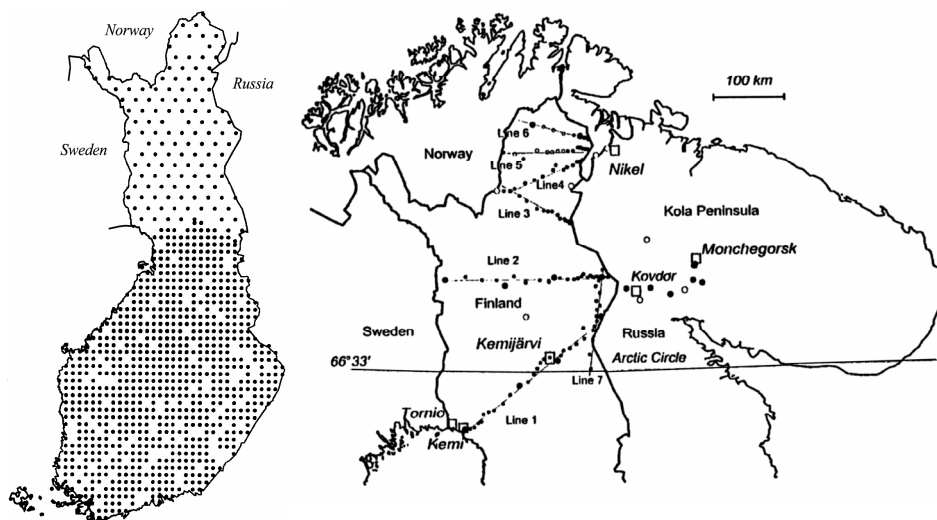 Norway
Russia
Sweden
100 km
Line 6
Norway
Line 5
Nikel
Line4
Line 3
Kola Peninsula
Monchegorsk
Line 2
Kovdor
Finland
Sweden
Russia
Kemijärvi
66°33'
Arctic Circle
Line 7
Tornio
Line 1
Kemi